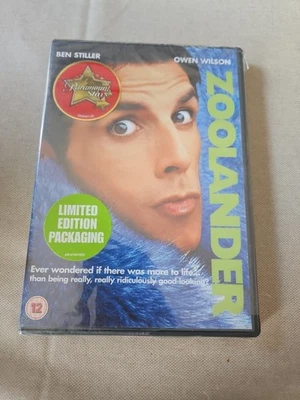 BEN STILLER
OWEN WILSON
Paramount
Stars
ZOOLANDER
LIMITED
EDITION
PACKAGING
Ever wondered if there was more to life...
than being really, really ridiculously good-looking?
12